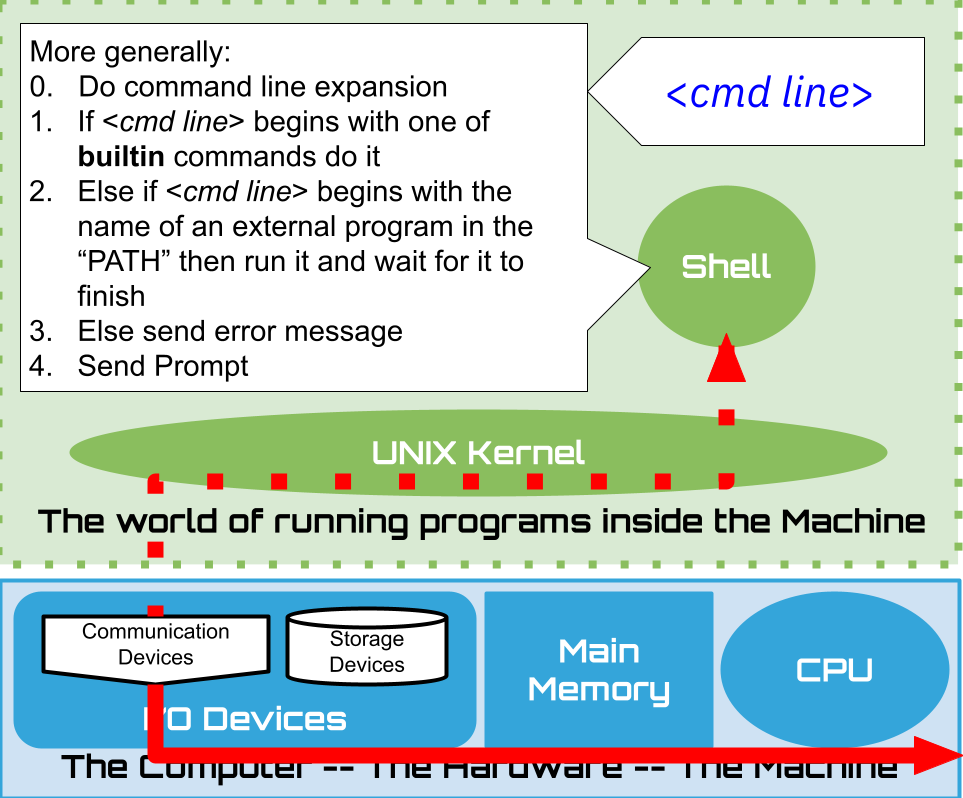 More generally:
0. Do command line expansion
1. If <cmd line> begins with one of
builtin commands do it
2. Else if <cmd line> begins with the
name of an external program in the
“PATH” then run it and wait for it to
finish
3. Else send error message
4. Send Prompt
<cmd line>
Shell
UNIX Kernel
The world of running programs inside the Machine
Communication
Devices
Storage
Devices
I/O Devices
Main
Memory
CPU
The Computer -- The Hardware -- The Machine